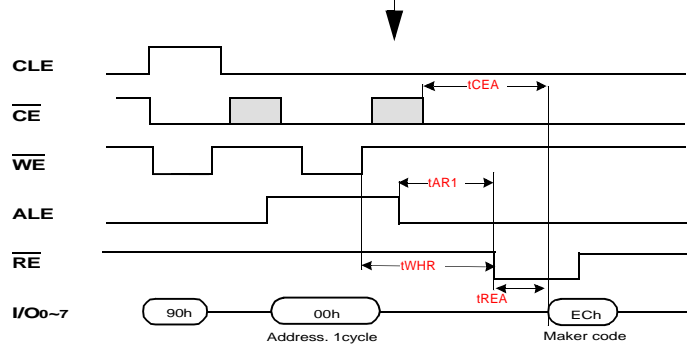 CLE
tCEA
CE
WE
tAR1
ALE
RE
tWHR
tREA
I/O0~7
90h
00h
ECh
Address. 1cycle
Maker code